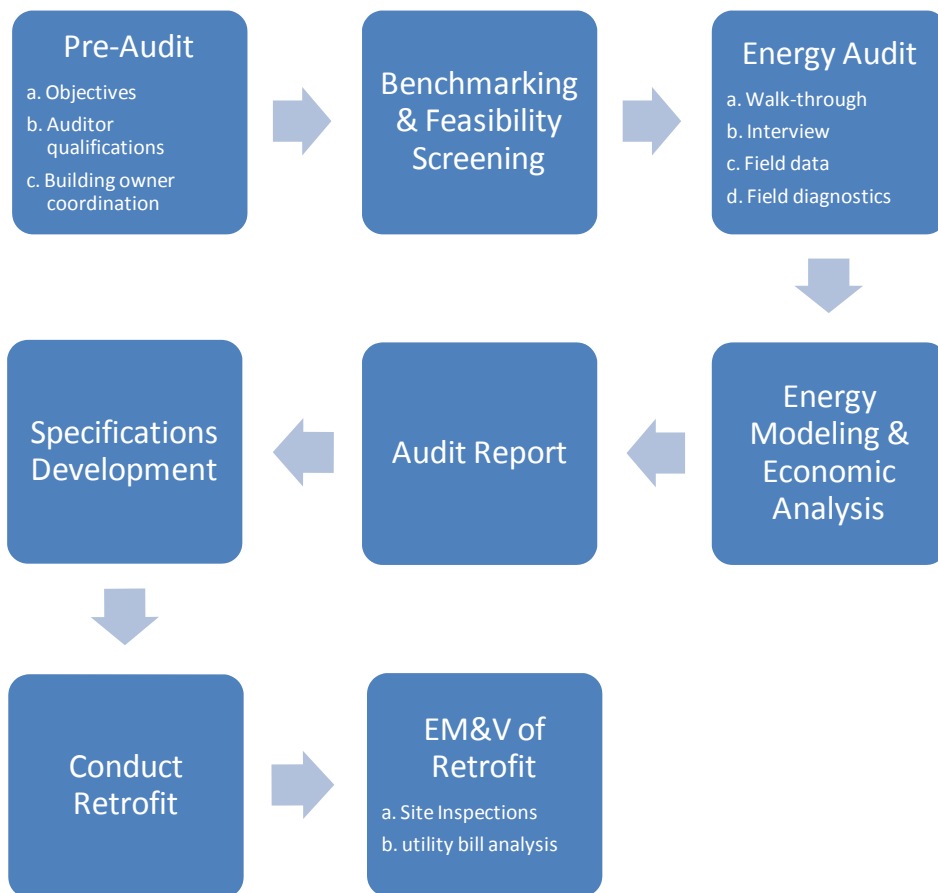 Pre-Audit
a. Objectives
b. Auditor
qualifications
c. Building owner
coordination
Benchmarking
& Feasibility
Screening
Energy Audit
a. Walk-through
b. Interview
c. Field data
d. Field diagnostics
Energy
Modeling &
Economic
Analysis
Audit Report
Specifications
Development
Conduct
Retrofit
EM&V of
Retrofit
a. Site Inspections
b. utility bill analysis